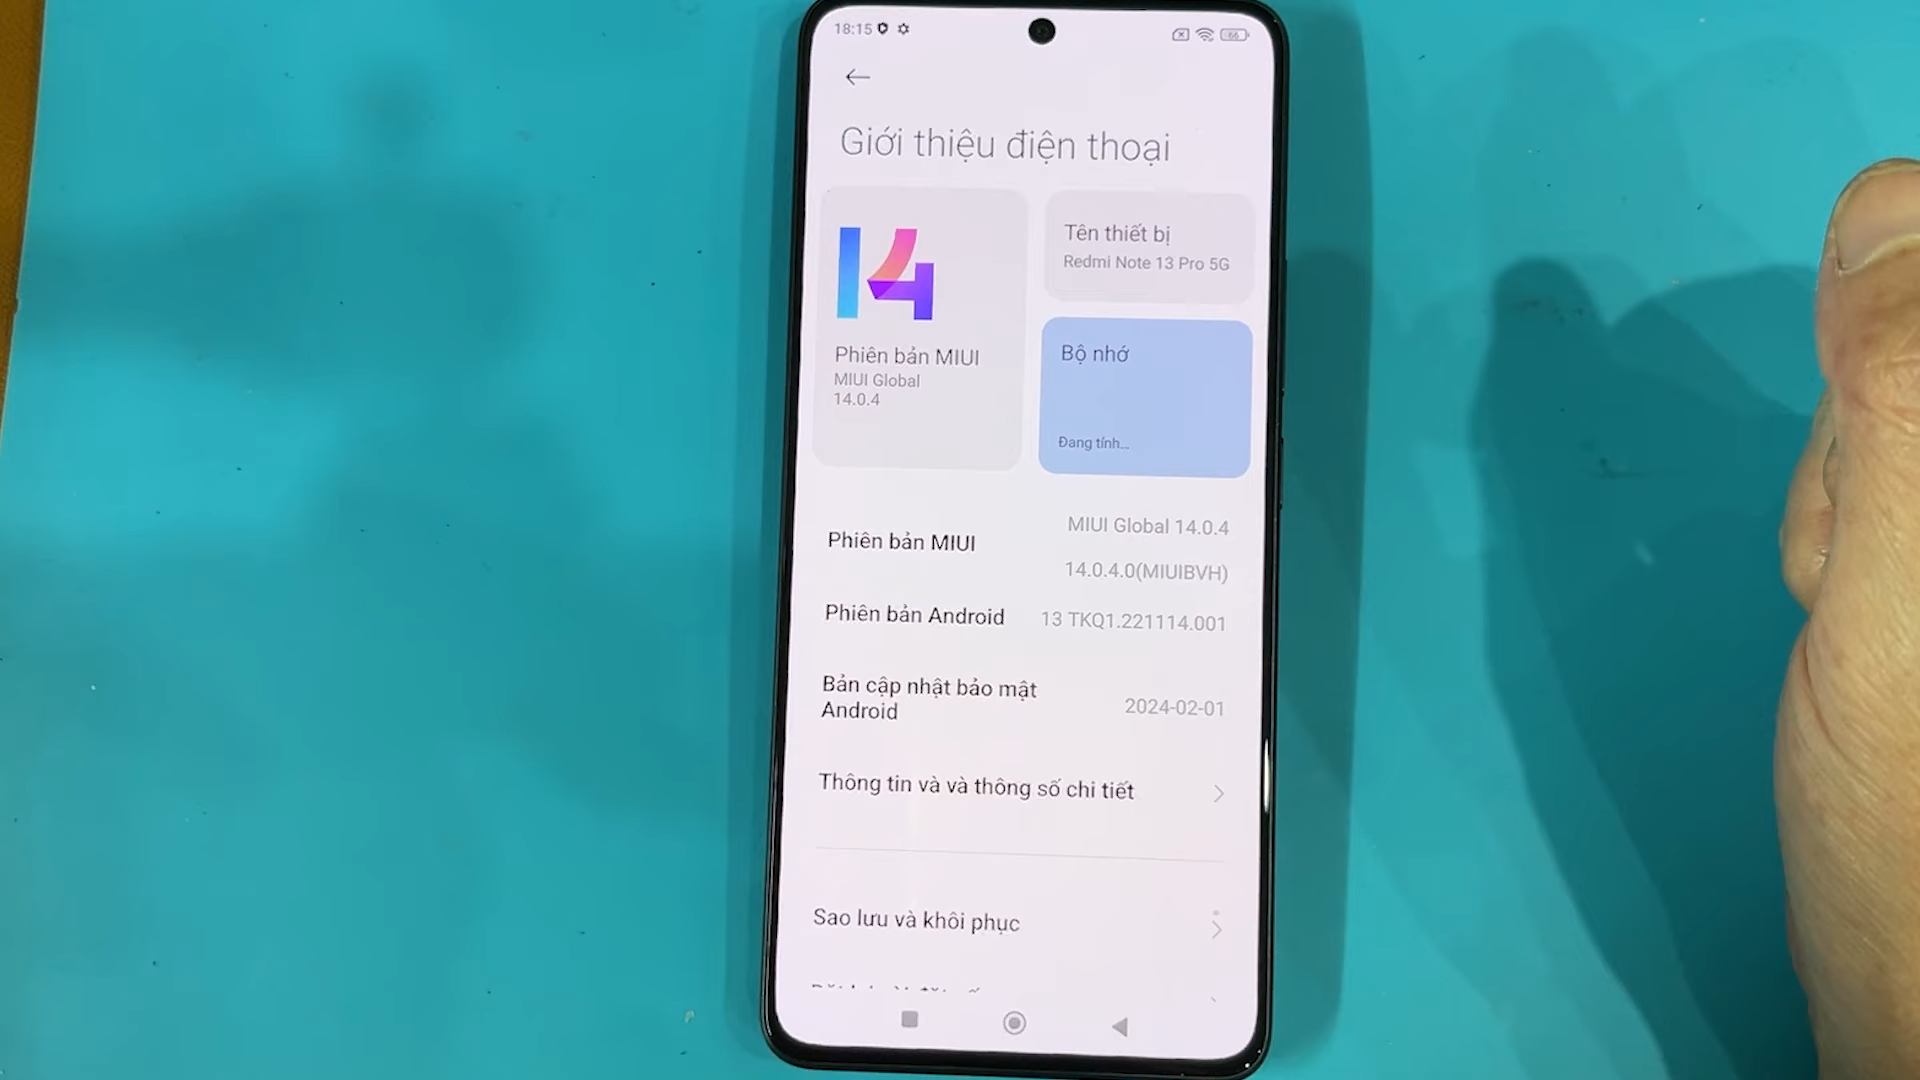 18:15
66
Giới thiệu điện thoại
14
Phiên bản MIUI
MIUI Global
14.0.4
Tên thiết bị
Redmi Note 13 Pro 5G
Bộ nhớ
Đang tính...
Phiên bản MIUI
MIUI Global 14.0.4
14.0.4.0(MIUIBVH)
Phiên bản Android
13 TKQ1.221114.001
Bản cập nhật bảo mật
Android
2024-02-01
Thông tin và và thông số chi tiết
Sao lưu và khôi phục